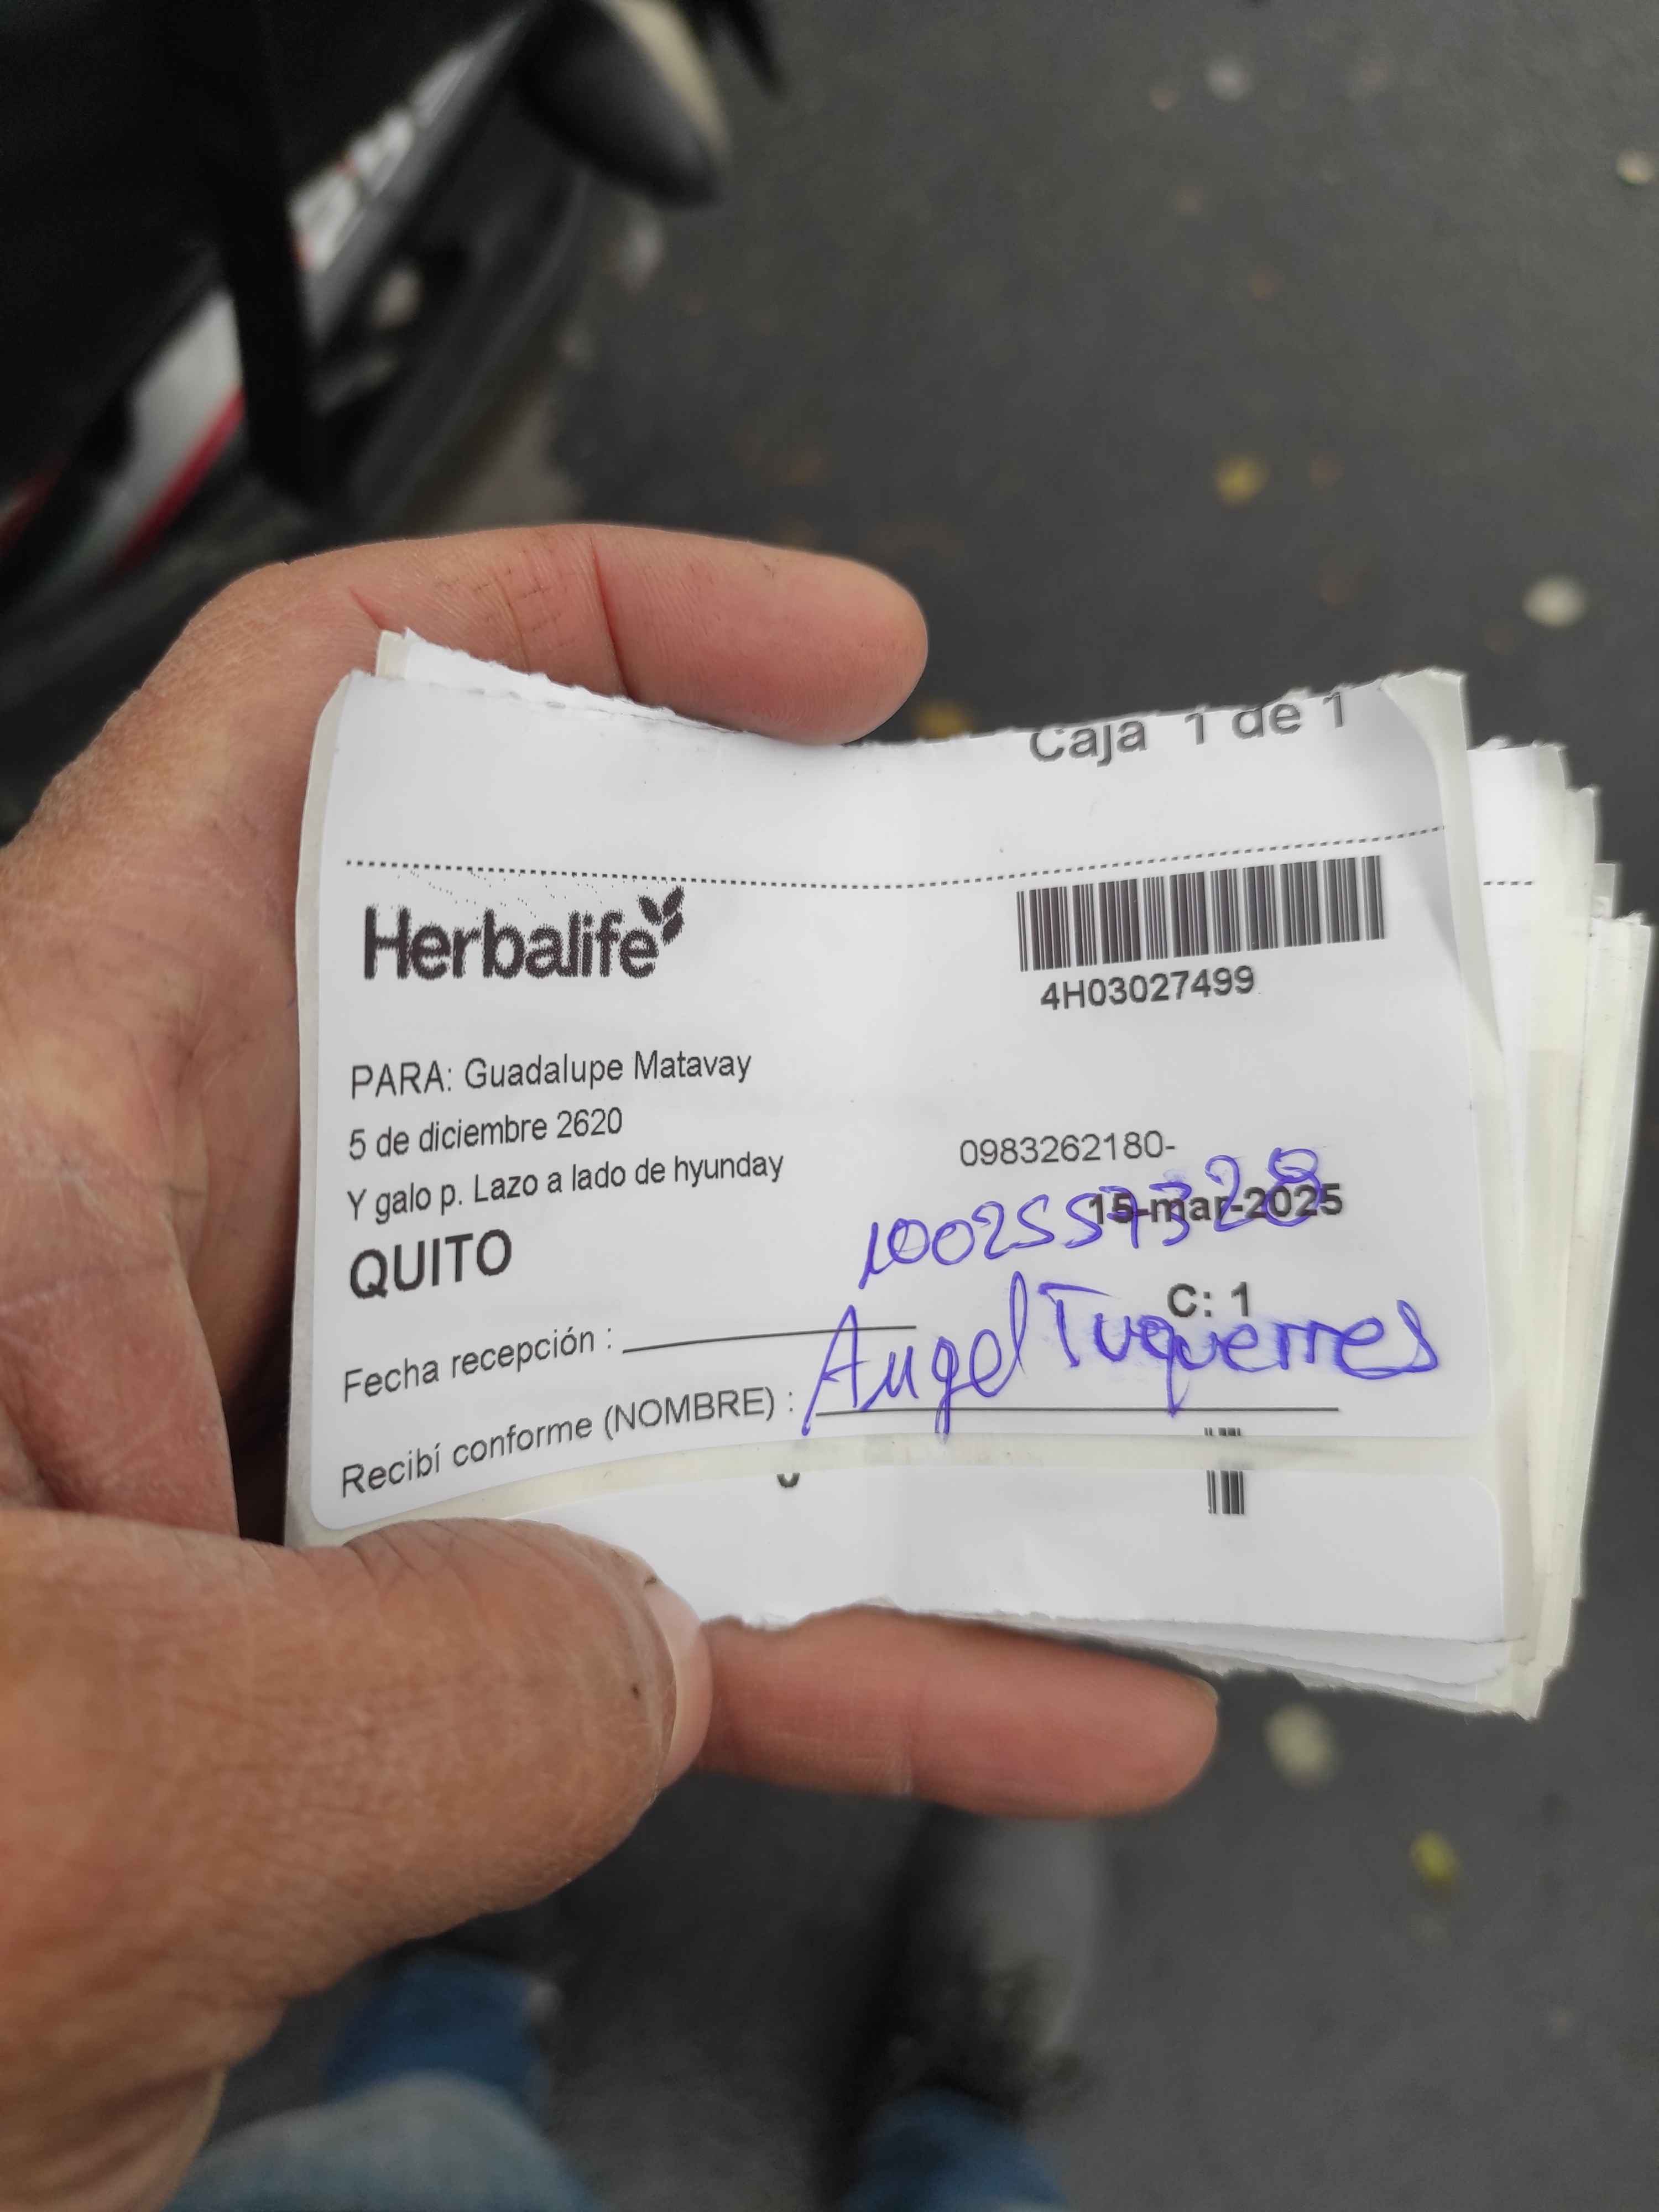 Caja 1 de 1
Herbalife
4H03027499
PARA: Guadalupe Matavay
5 de diciembre 2620
0983262180-
Y galo p. Lazo a lado de hyunday
15-mar-2025
1002557328
QUITO
C: 1
Fecha recepción :
Angel Tuquerres
Recibí conforme (NOMBRE) :